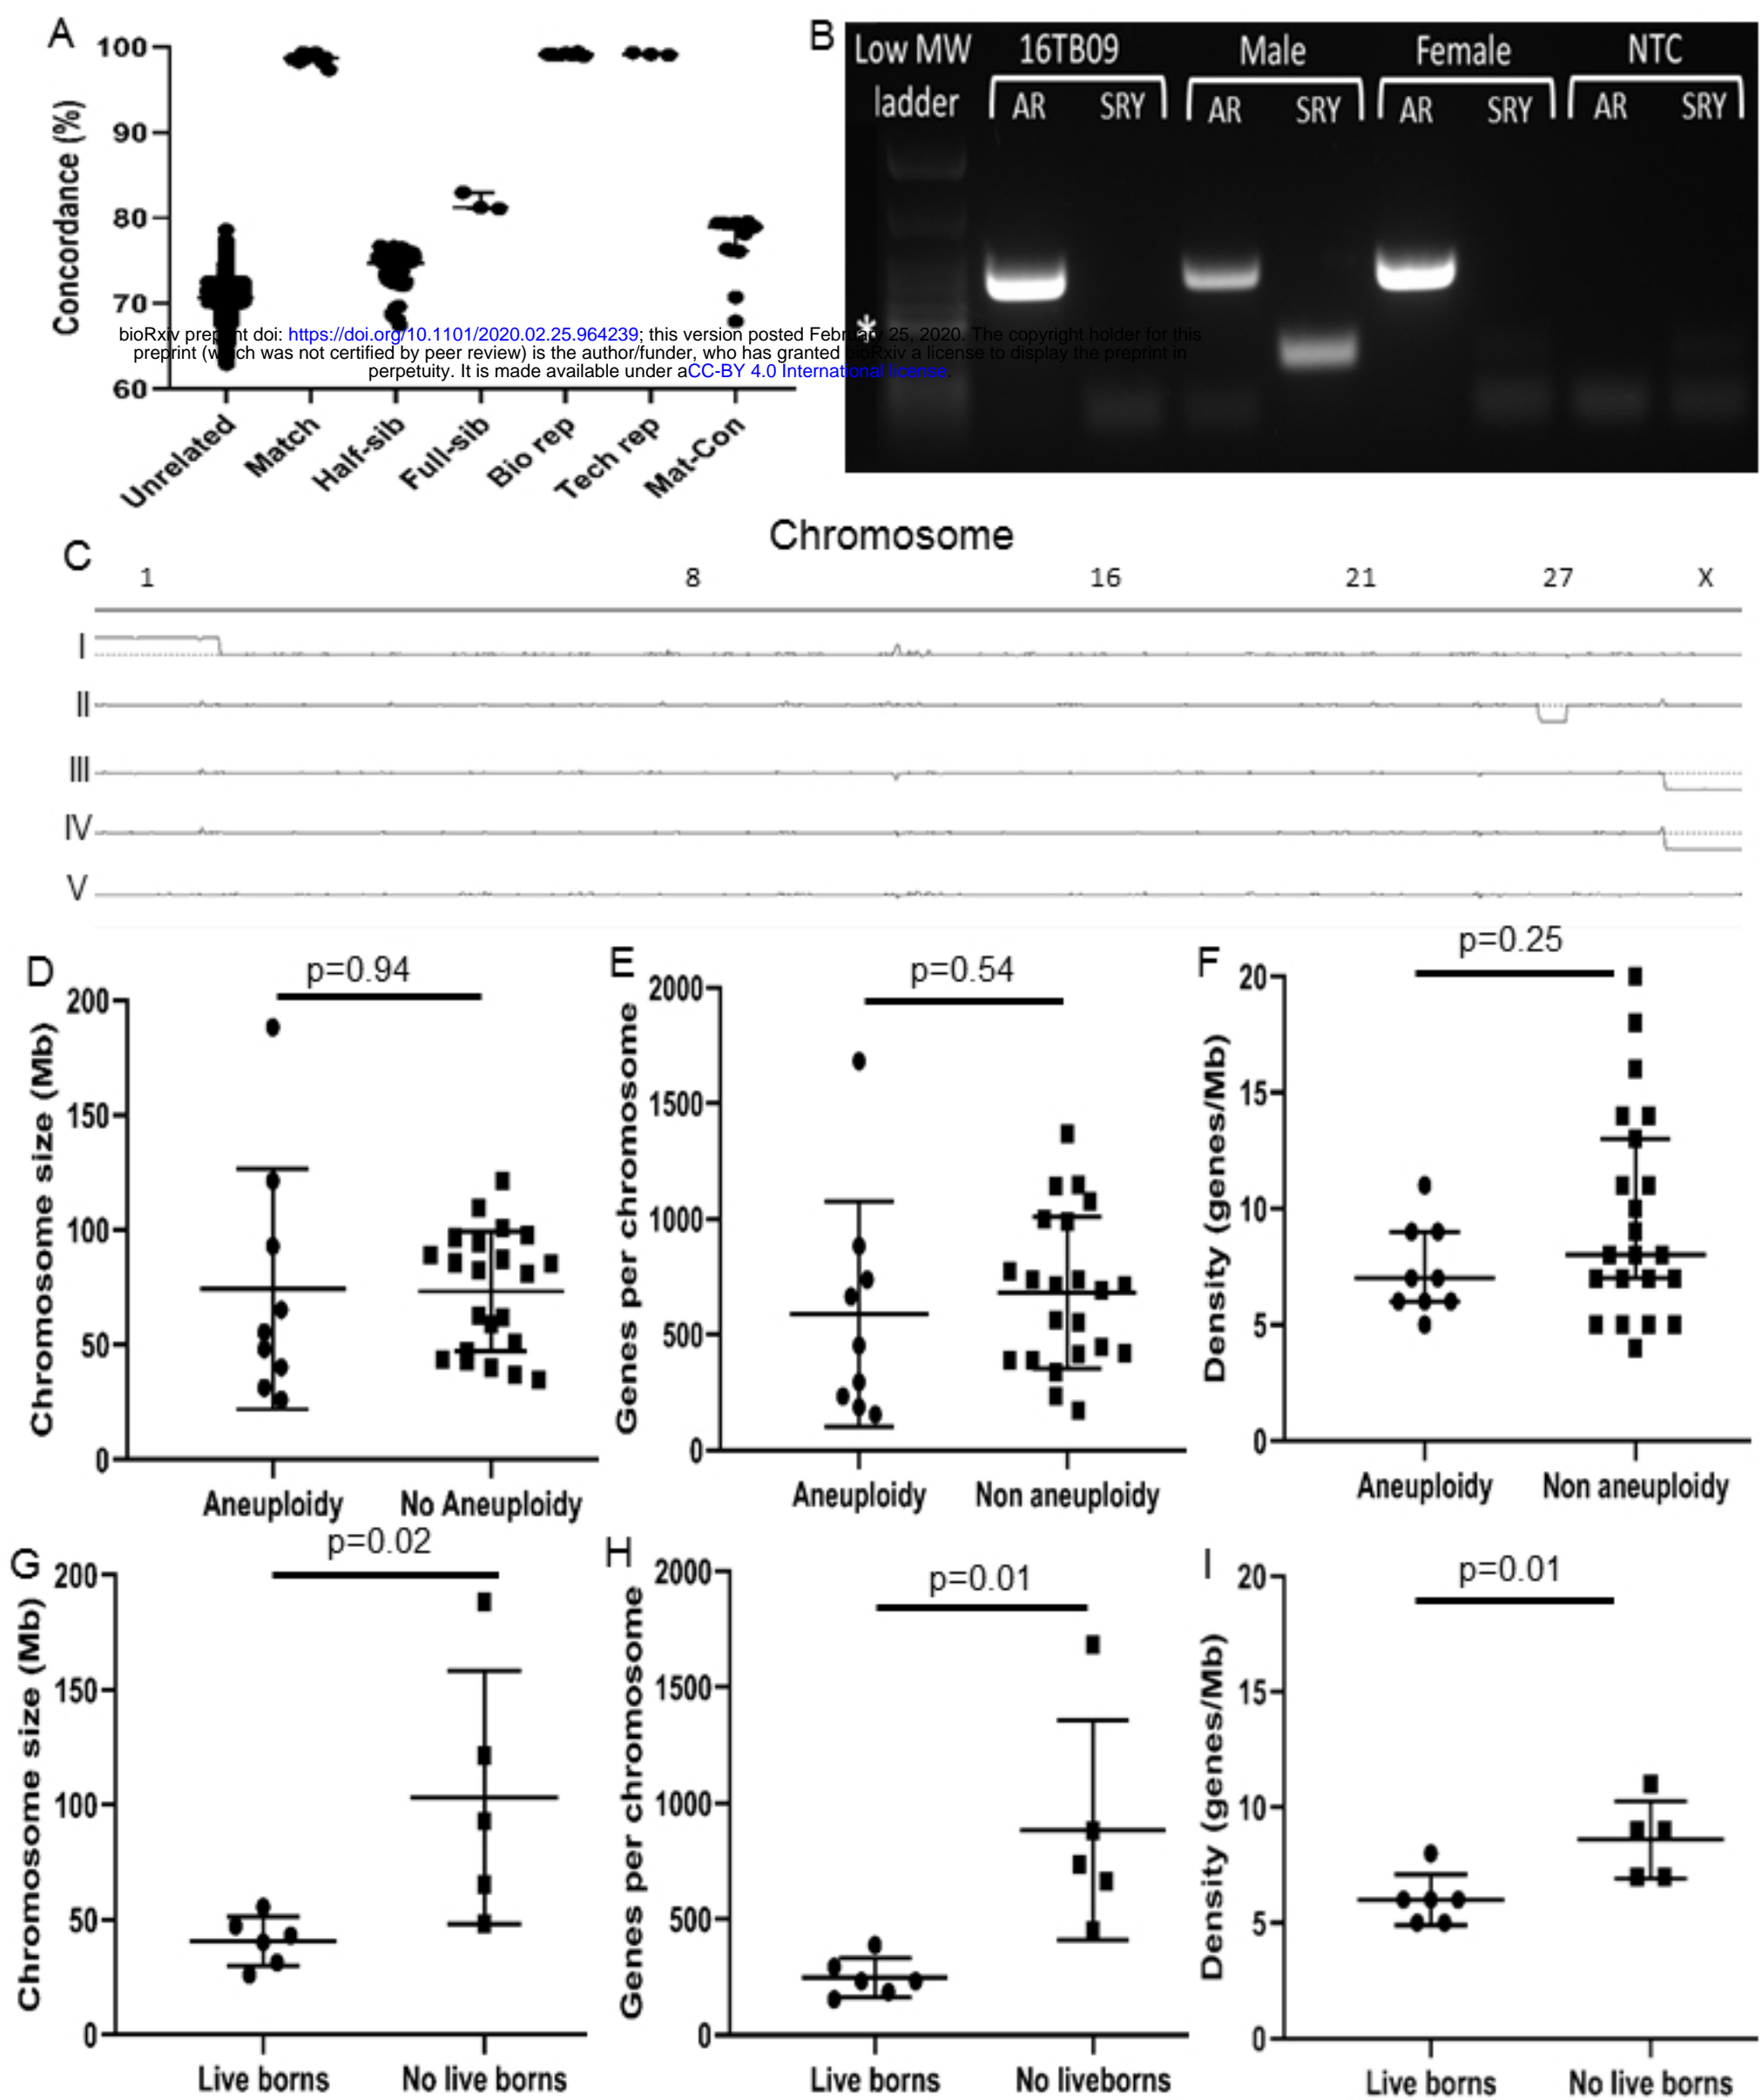 A
100
90
80
70
60
Concordance (%)
Unrelated
Match
Half-sib
Full-sib
Bio rep
Tech rep
Mat-Con
B
Low MW
ladder
16TB09
Male
Female
NTC
AR SRY AR SRY AR SRY AR SRY
*
bioRxiv preprint doi: https://doi.org/10.1101/2020.02.25.964239; this version posted February 25, 2020. The copyright holder for this
preprint (which was not certified by peer review) is the author/funder, who has granted bioRxiv a license to display the preprint in
perpetuity. It is made available under aCC-BY 4.0 International license.
C
Chromosome
1 8 16 21 27 X
I
II
III
IV
V
D
p=0.94
200
150
100
50
0
Chromosome size (Mb)
Aneuploidy No Aneuploidy
E
p=0.54
2000
1500
1000
500
0
Genes per chromosome
Aneuploidy Non aneuploidy
F
p=0.25
20
15
10
5
0
Density (genes/Mb)
Aneuploidy Non aneuploidy
G
p=0.02
200
150
100
50
0
Chromosome size (Mb)
Live borns No live borns
H
p=0.01
2000
1500
1000
500
0
Genes per chromosome
Live borns No liveborns
I
p=0.01
20
15
10
5
0
Density (genes/Mb)
Live borns No live borns